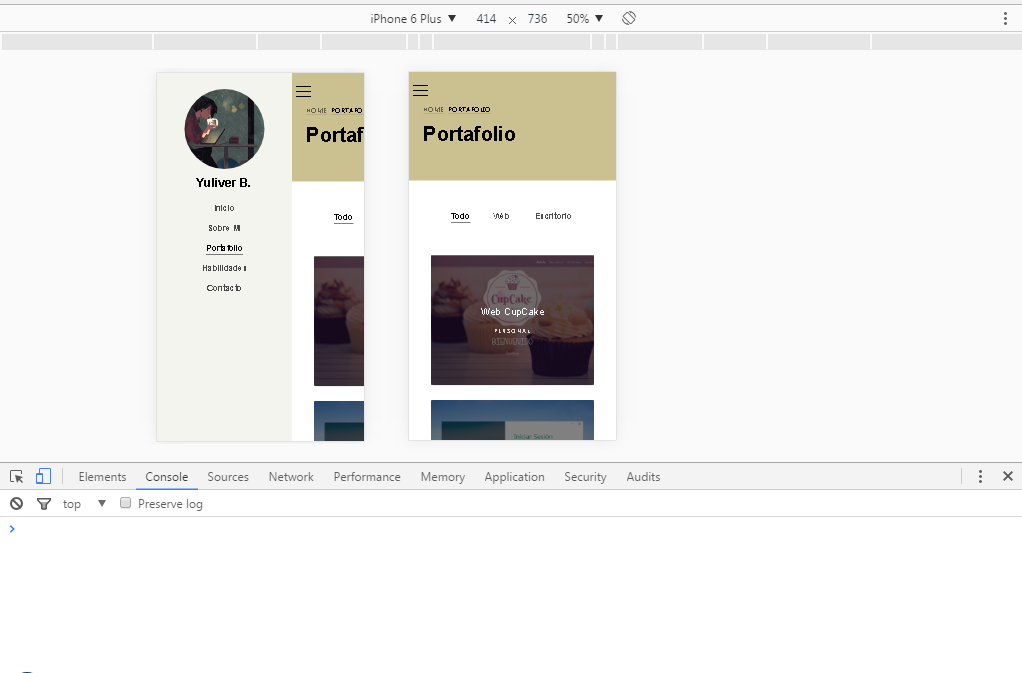 iPhone 6 Plus ▼ 414 × 736 50% ▼
HOME PORTAFO
Portaf
Yuliver B.
Inicio
Sobre Mi
Portafolio
Habilidades
Contacto
Todo
HOME PORTAFOLIO
Portafolio
Todo Web Escritorio
CupCake
Web CupCake
PERSONAL
BIENVENIDO
Iniciar Sesión
Elements Console Sources Network Performance Memory Application Security Audits
top ▼ Preserve log